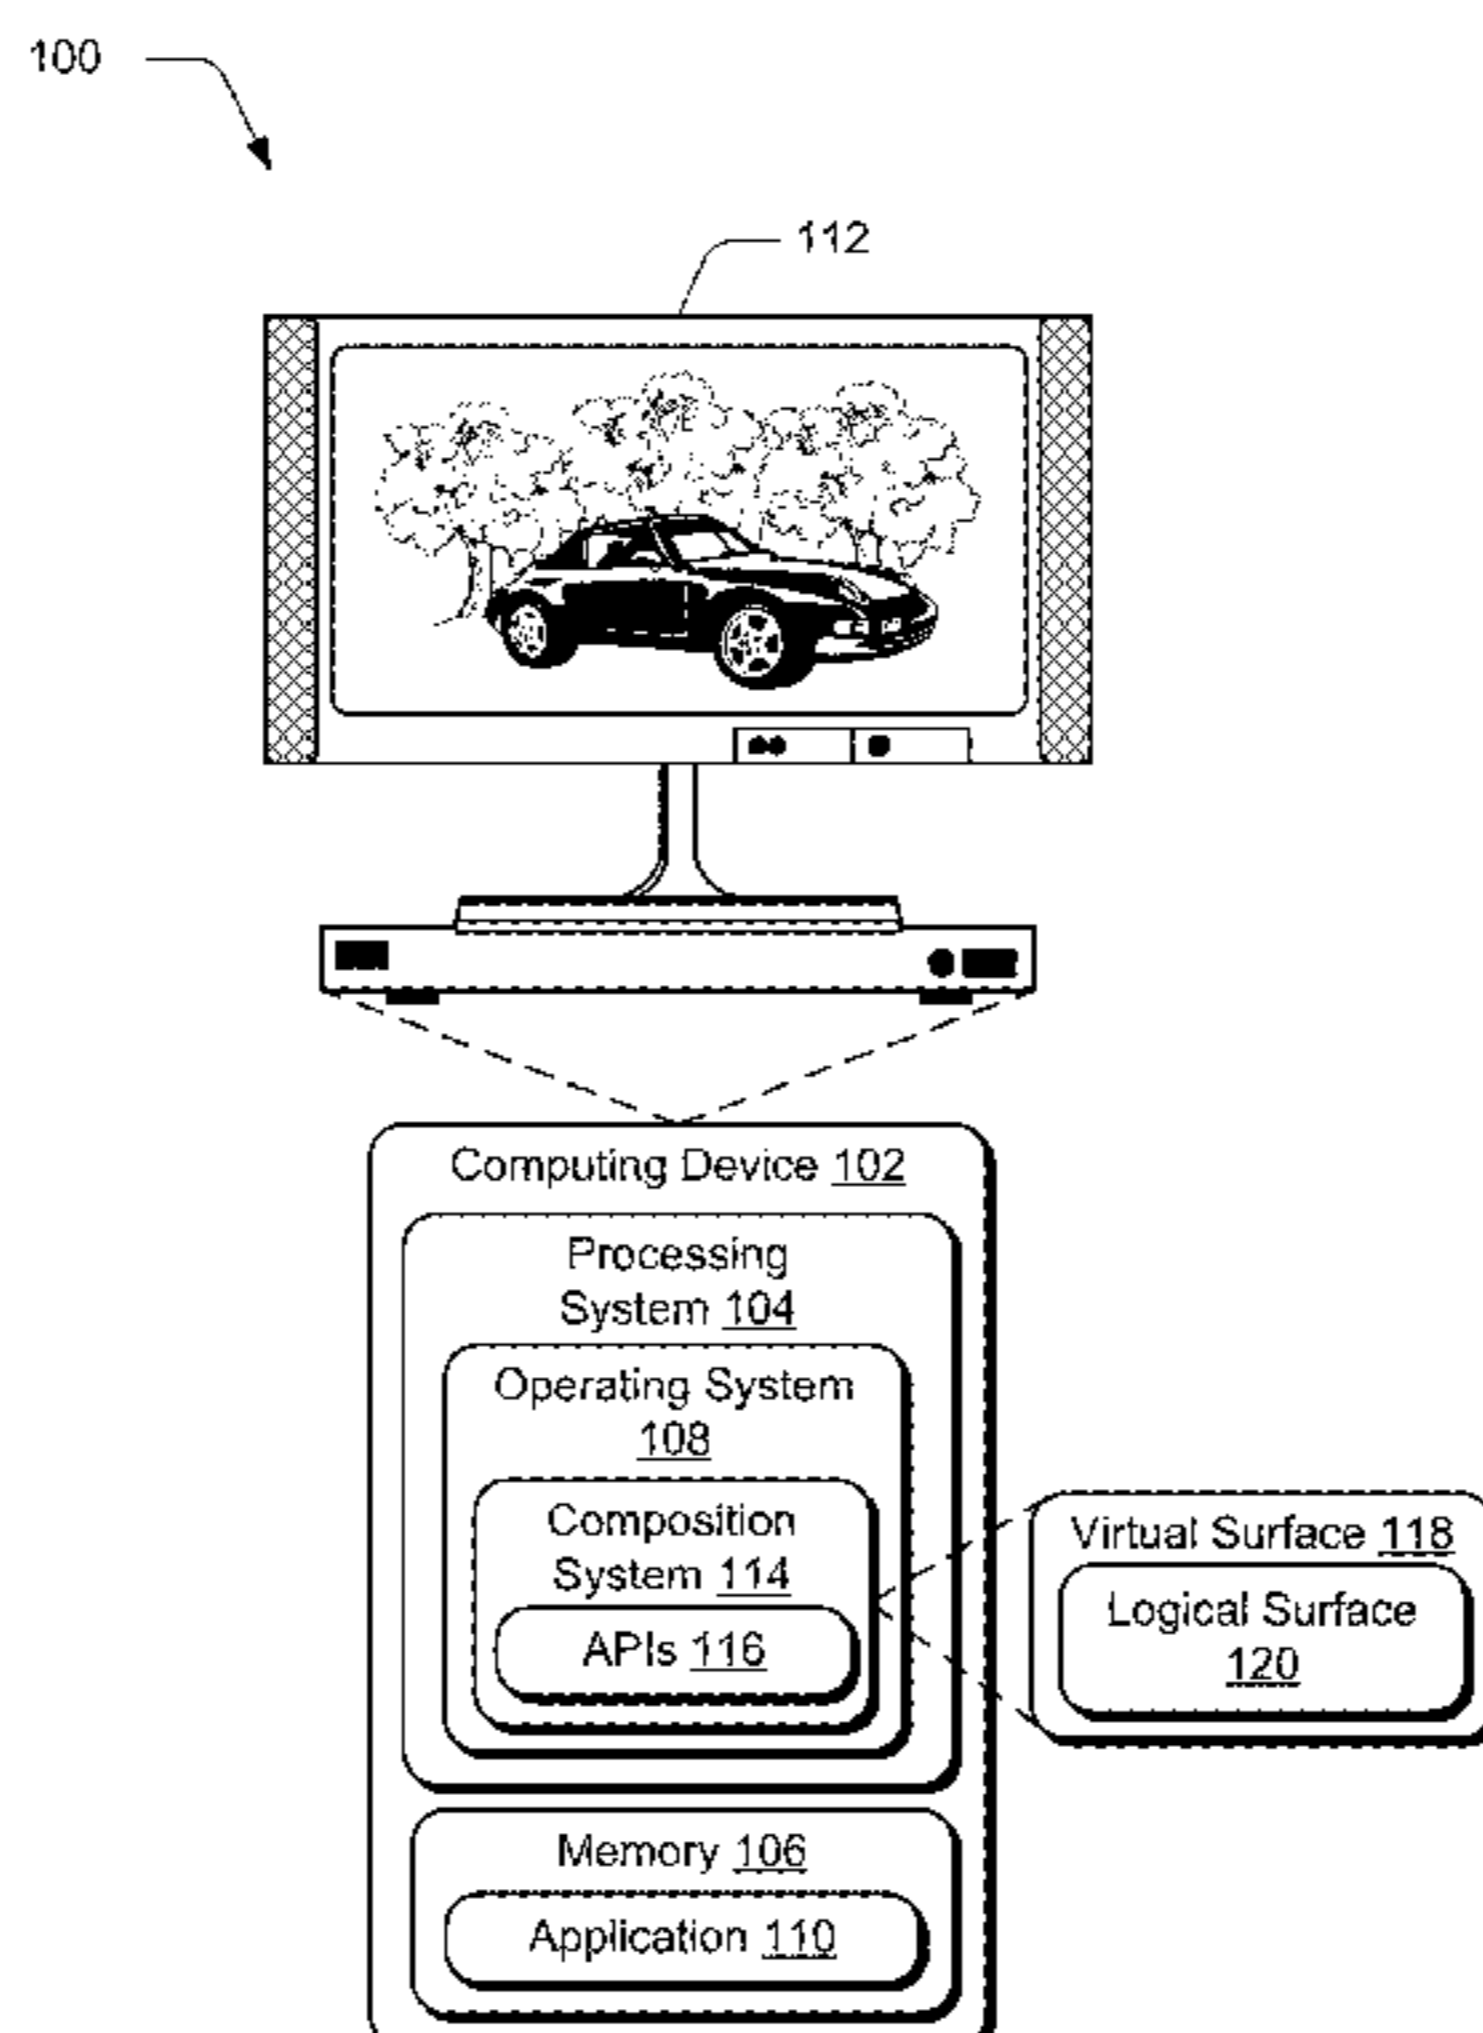 100
112
Computing Device 102
Processing
System 104
Operating System
108
Composition
System 114
APIs 116
Virtual Surface 118
Logical Surface
120
Memory 106
Application 110